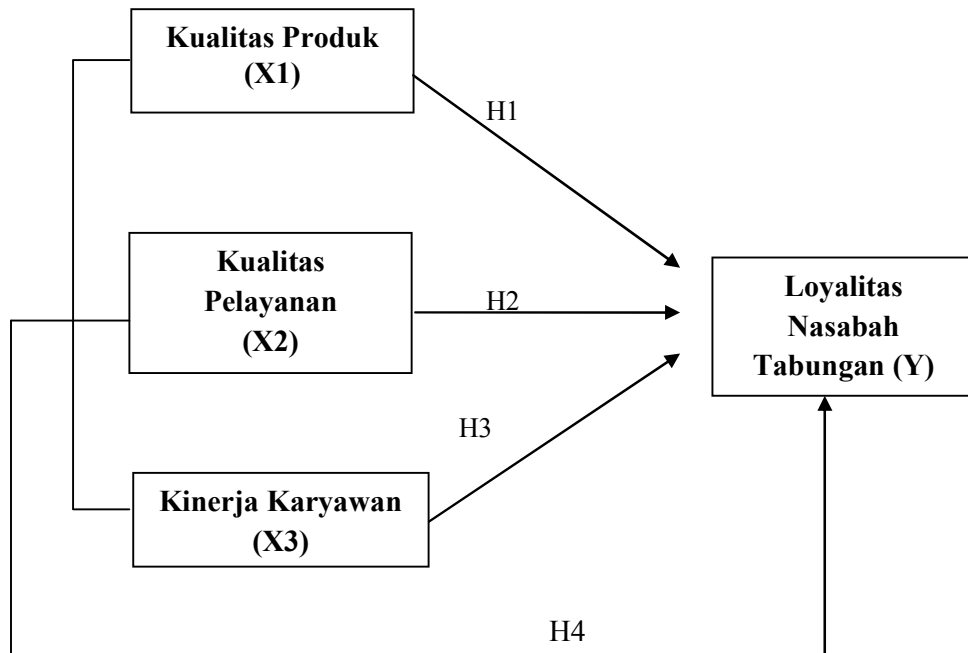 Kualitas Produk
(X1)
H1
Kualitas
Pelayanan
(X2)
H2
Loyalitas
Nasabah
Tabungan (Y)
H3
Kinerja Karyawan
(X3)
H4